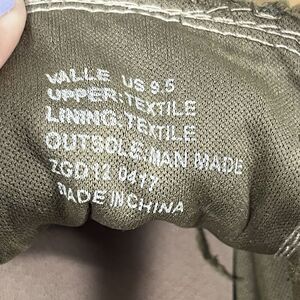 VALLE US 9.5
UPPER:TEXTILE
LINING:TEXTILE
OUTSOLE:MAN MADE
ZGD12 0417
MADE IN CHINA